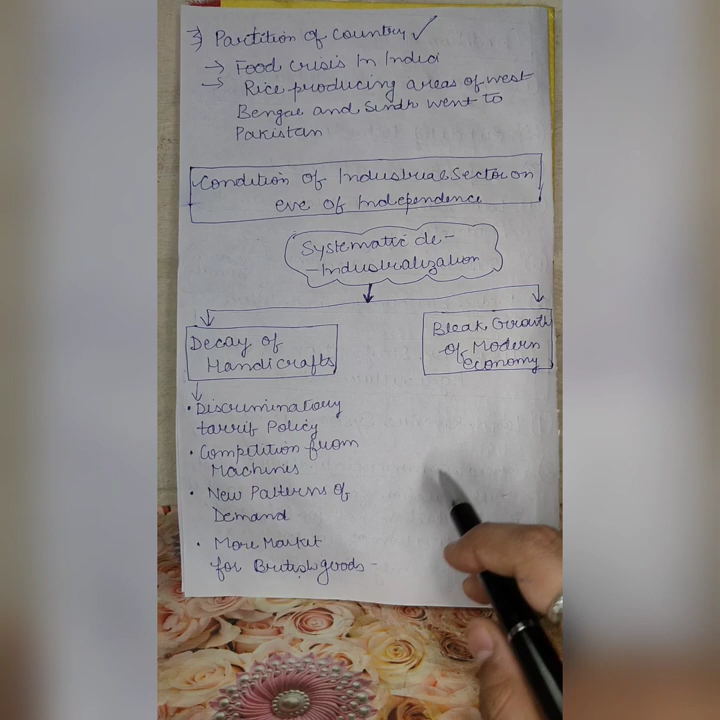 3) Partition of Country ✓
→ Food crisis In India
→ Rice producing areas of west
Bengal and Sindh went to
Pakistan
Condition of Industrial Sector on
eve of Independence
Systematic de-
-Industralization
Decay of
Handicrafts
Bleak Growth
of Modern
economy
• Discriminatory
tarrif Policy
• Competition from
Machines
• New Patterns of
Demand
• More Market
for British goods -